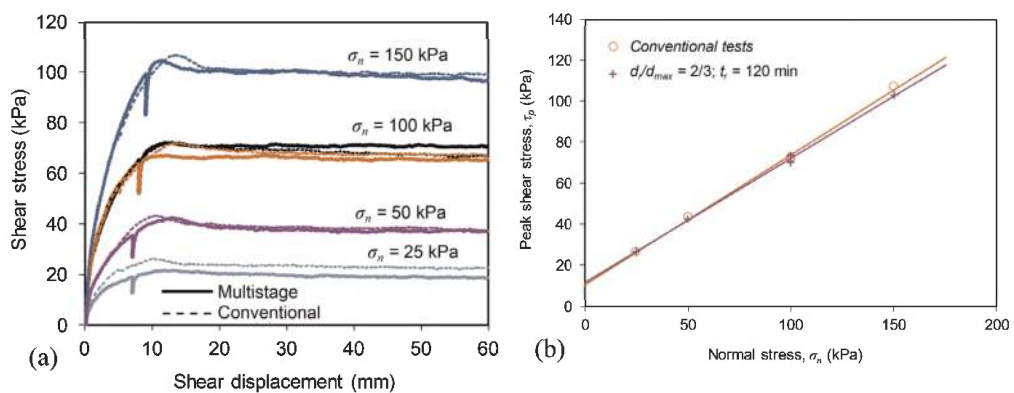 120
100
80
60
40
20
0
0 10 20 30 40 50 60
Shear stress (kPa)
Shear displacement (mm)
σn = 150 kPa
σn = 100 kPa
σn = 50 kPa
σn = 25 kPa
Multistage
Conventional
(a)
140
120
100
80
60
40
20
0
0 50 100 150 200
Peak shear stress, τp (kPa)
Normal stress, σn (kPa)
Conventional tests
dr/dmax = 2/3; tr = 120 min
(b)